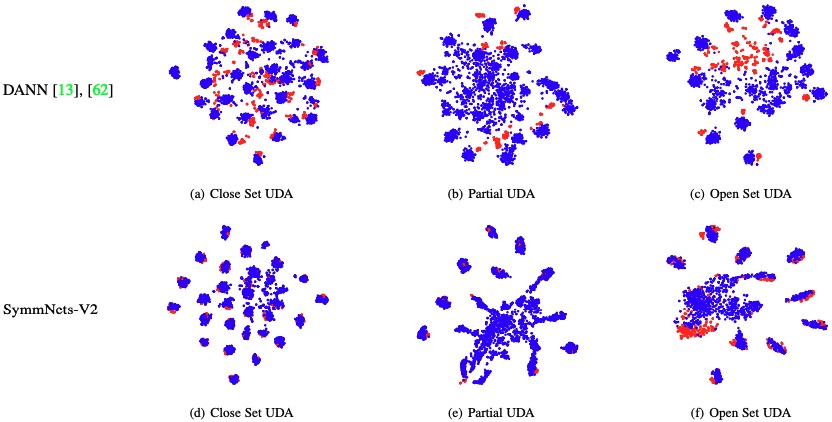 DANN [13], [62]
(a) Close Set UDA
(b) Partial UDA
(c) Open Set UDA
SymmNets-V2
(d) Close Set UDA
(e) Partial UDA
(f) Open Set UDA